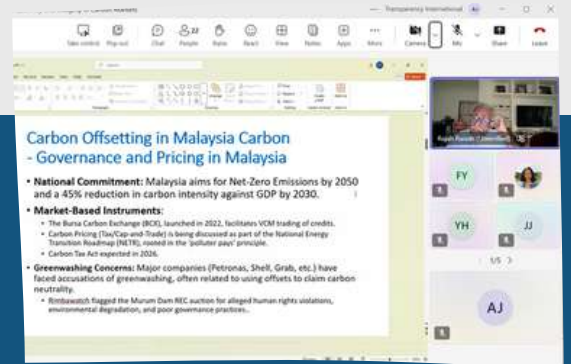 Transparency International
AJ
Take control
Pop out
Chat
People
22
Raise
React
View
Notes
Apps
More
Camera
Mic
Share
Leave
Carbon Offsetting in Malaysia Carbon
- Governance and Pricing in Malaysia
• National Commitment: Malaysia aims for Net-Zero Emissions by 2050
and a 45% reduction in carbon intensity against GDP by 2030.
• Market-Based Instruments:
• The Bursa Carbon Exchange (BCX), launched in 2022, facilitates VCM trading of credits.
• Carbon Pricing (Tax/Cap-and-Trade) is being discussed as part of the National Energy
Transition Roadmap (NETR), rooted in the 'polluter pays' principle.
• Carbon Tax Act expected in 2026.
• Greenwashing Concerns: Major companies (Petronas, Shell, Grab, etc.) have
faced accusations of greenwashing, often related to using offsets to claim carbon
neutrality.
• Rimbawatch flagged the Murum Dam REC auction for alleged human rights violations,
environmental degradation, and poor governance practices..
FY
YH
JJ
1/5
AJ